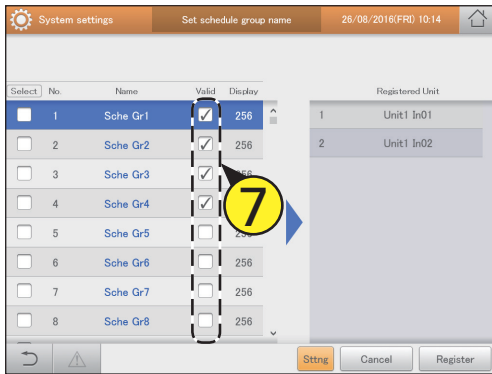 System settings Set schedule group name 26/08/2016(FRI) 10:14
Select No. Name Valid Display Registered Unit
1 Sche Gr1 256 1 Unit1 In01
2 Sche Gr2 256 2 Unit1 In02
3 Sche Gr3
4 Sche Gr4
7
5 Sche Gr5
6 Sche Gr6 256
7 Sche Gr7 256
8 Sche Gr8 256
Sttng Cancel Register